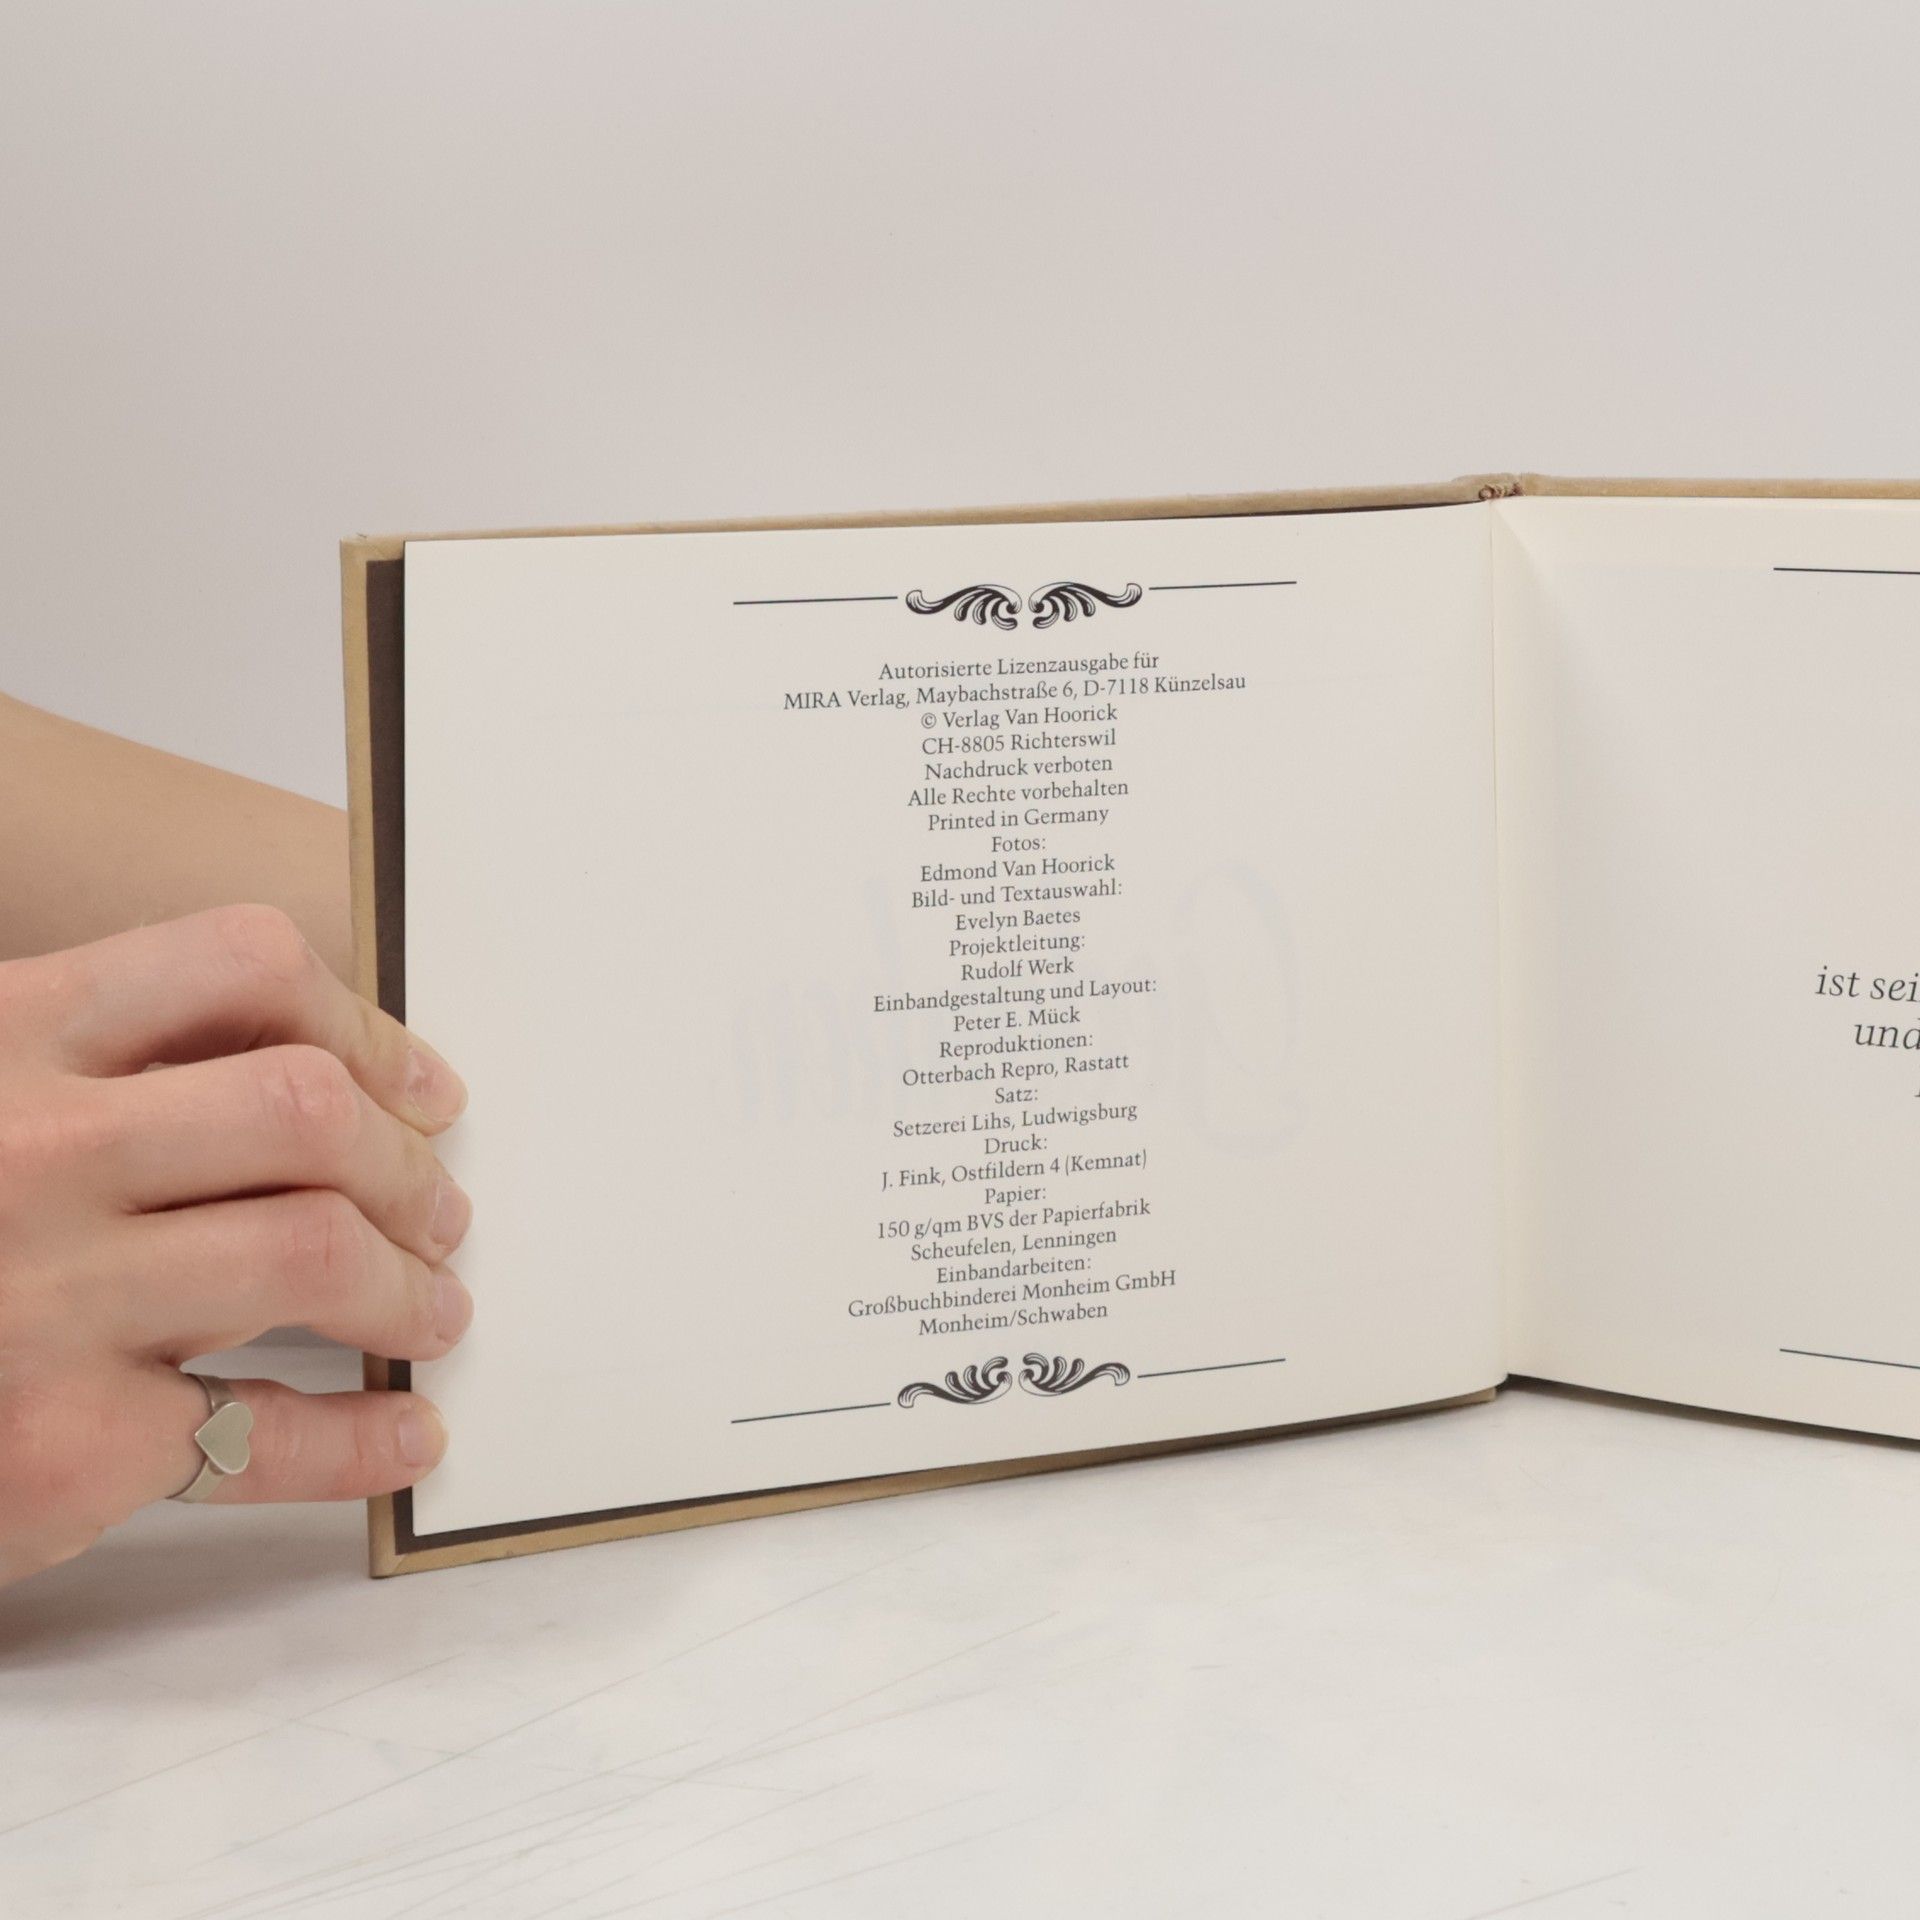 Autorisierte Lizenzausgabe für
MIRA Verlag, Maybachstraße 6, D-7118 Künzelsau
© Verlag Van Hoorick
CH-8805 Richterswil
Nachdruck verboten
Alle Rechte vorbehalten
Printed in Germany
Fotos:
Edmond Van Hoorick
Bild- und Textauswahl:
Evelyn Baetes
Projektleitung:
Rudolf Werk
Einbandgestaltung und Layout:
Peter E. Mück
Reproduktionen:
Otterbach Repro, Rastatt
Satz:
Setzerei Lihs, Ludwigsburg
Druck:
J. Fink, Ostfildern 4 (Kemnat)
Papier:
150 g/qm BVS der Papierfabrik
Scheufelen, Lenningen
Einbandarbeiten:
Großbuchbinderei Monheim GmbH
Monheim/Schwaben
ist sei
und